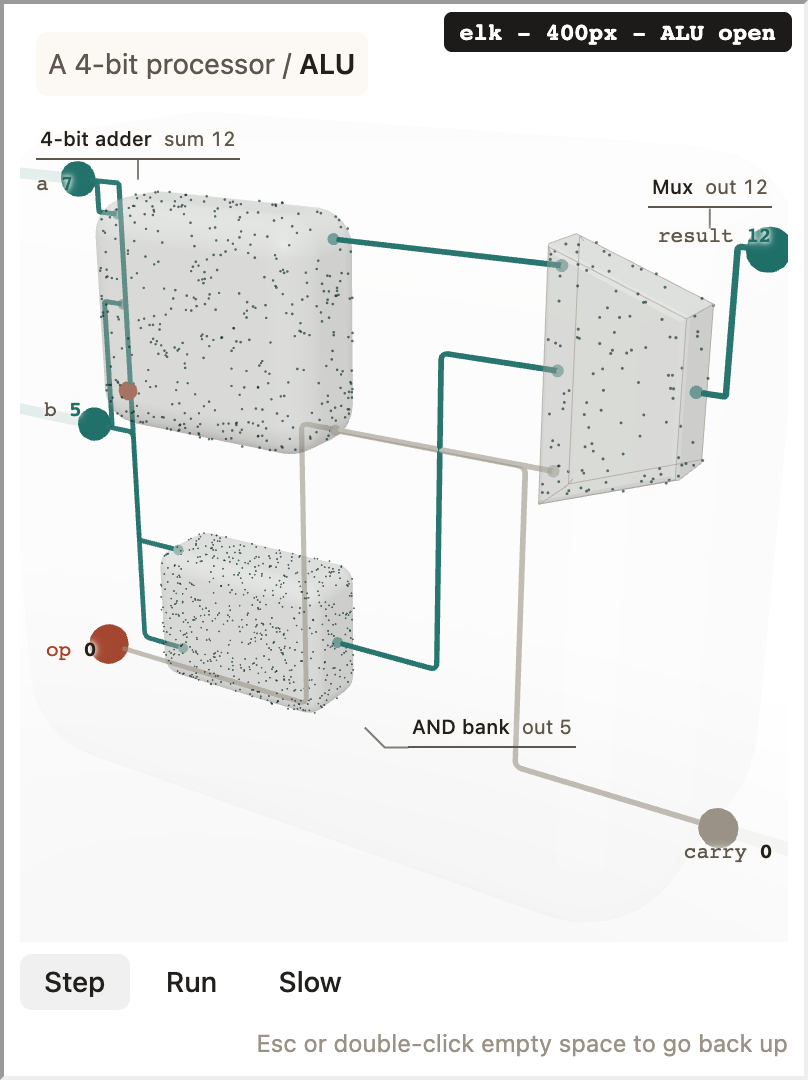 elk – 400px – ALU open
A 4-bit processor / ALU
4-bit adder sum 12
a 7
Mux out 12
result 12
b 5
op 0
AND bank out 5
carry 0
Step Run Slow
Esc or double-click empty space to go back up